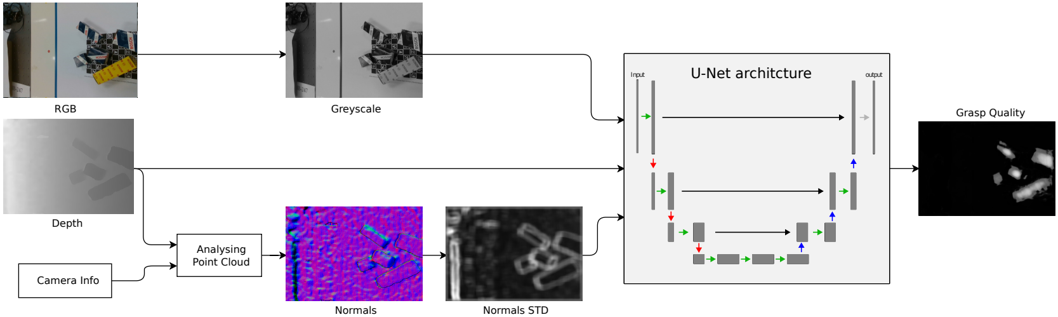 RGB
Greyscale
Depth
Camera Info
Analysing
Point Cloud
Normals
Normals STD
U-Net architcture
input
output
Grasp Quality